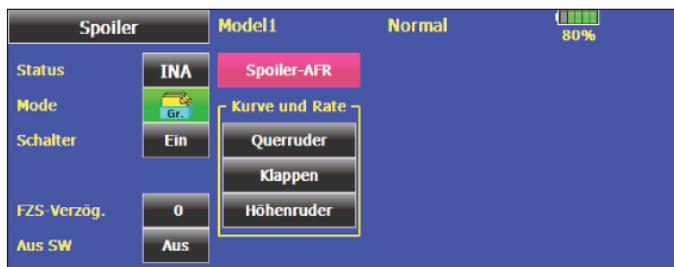 Spoiler Model1 Normal 80%
Status INA Spoiler-AFR
Mode Gr. Kurve und Rate
Schalter Ein Querruder
Klappen
FZS-Verzög. 0 Höhenruder
Aus SW Aus